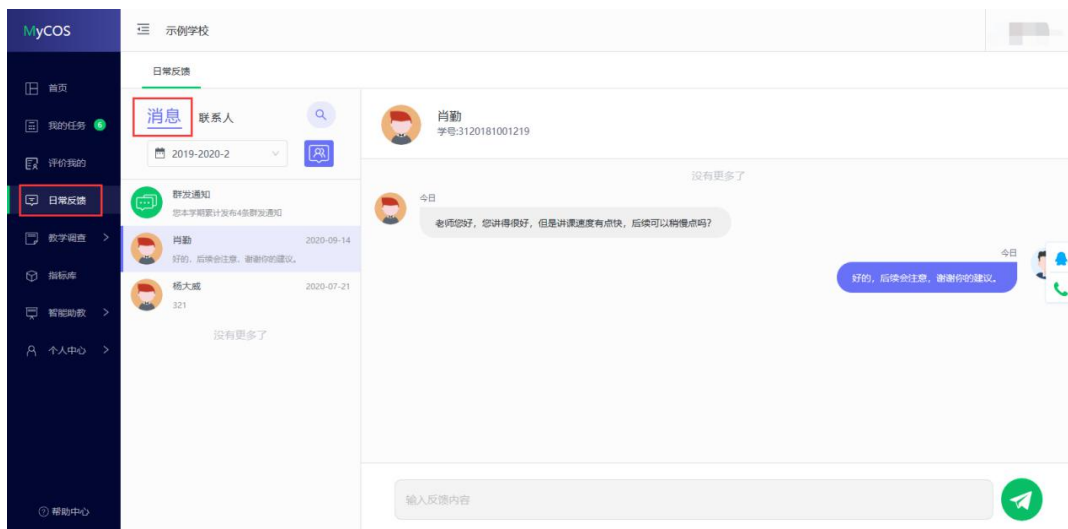 MyCOS
示例学校
首页
我的任务 6
评价我的
日常反馈
教学调查
指标库
智能助教
个人中心
帮助中心
日常反馈
消息 联系人
2019-2020-2
群发通知
您本学期累计发布4条群发通知
肖勤 2020-09-14
好的，后续会注意，谢谢你的建议。
杨大威 2020-07-21
321
没有更多了
肖勤
学号:3120181001219
没有更多了
今日
老师您好，您讲得很好，但是讲课速度有点快，后续可以稍慢点吗？
今日
好的，后续会注意，谢谢你的建议。
输入反馈内容